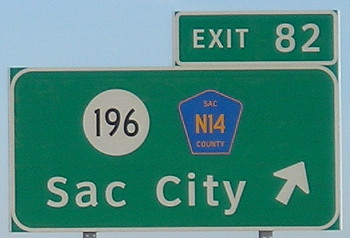 EXIT 82
196
SAC
N14
COUNTY
Sac City